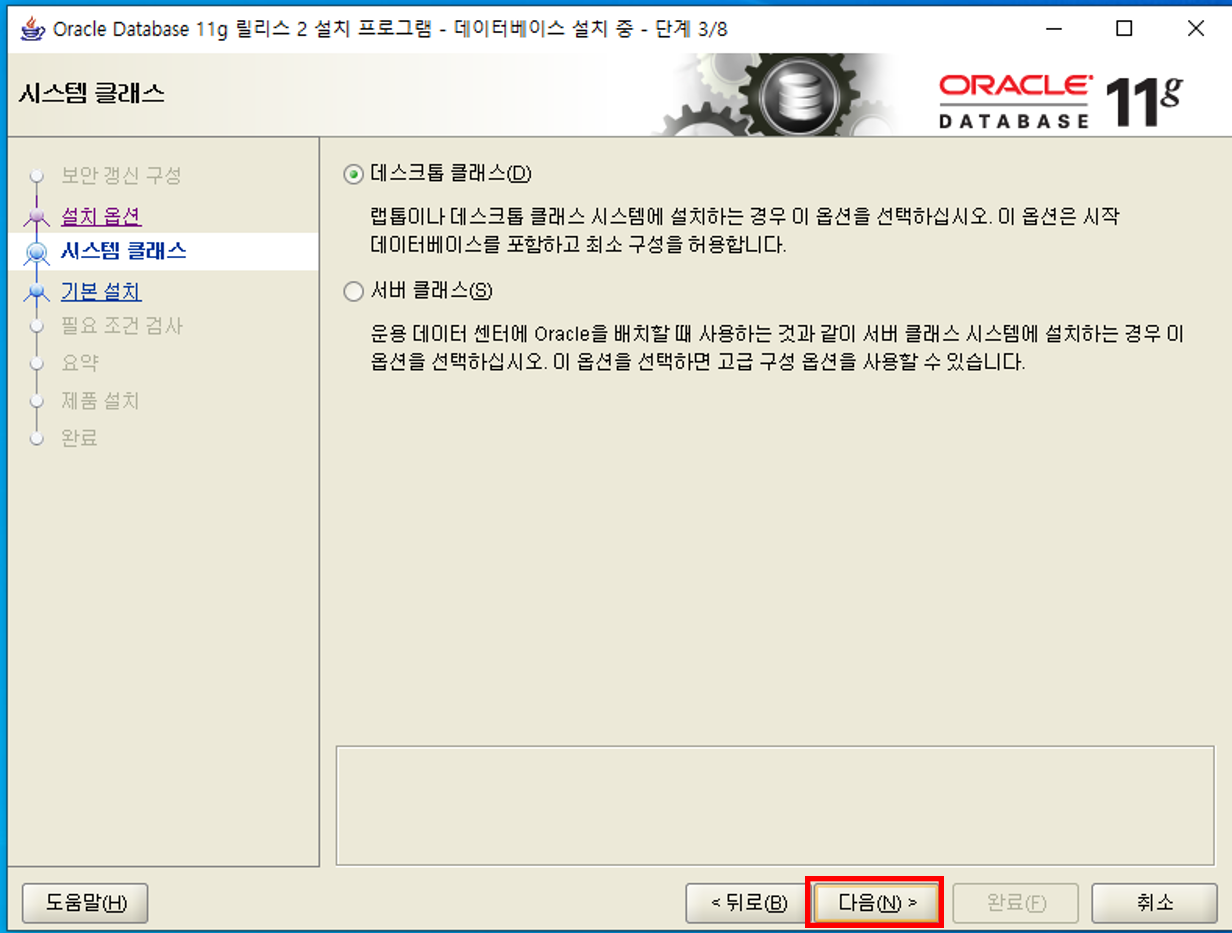 Oracle Database 11g 릴리스 2 설치 프로그램 - 데이터베이스 설치 중 - 단계 3/8
시스템 클래스
ORACLE
DATABASE
11g
보안 갱신 구성
설치 옵션
시스템 클래스
기본 설치
필요 조건 검사
요약
제품 설치
완료
데스크톱 클래스(D)
랩톱이나 데스크톱 클래스 시스템에 설치하는 경우 이 옵션을 선택하십시오. 이 옵션은 시작
데이터베이스를 포함하고 최소 구성을 허용합니다.
서버 클래스(S)
운용 데이터 센터에 Oracle을 배치할 때 사용하는 것과 같이 서버 클래스 시스템에 설치하는 경우 이
옵션을 선택하십시오. 이 옵션을 선택하면 고급 구성 옵션을 사용할 수 있습니다.
도움말(H)
< 뒤로(B)
다음(N) >
완료(F)
취소